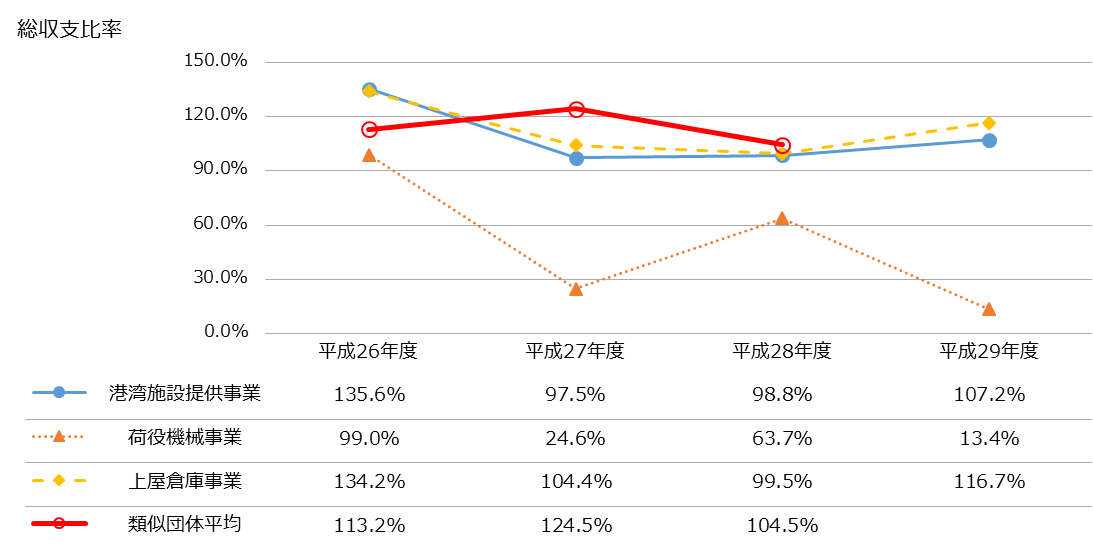 総収支比率
150.0%
120.0%
90.0%
60.0%
30.0%
0.0%
平成26年度 平成27年度 平成28年度 平成29年度
港湾施設提供事業 135.6% 97.5% 98.8% 107.2%
荷役機械事業 99.0% 24.6% 63.7% 13.4%
上屋倉庫事業 134.2% 104.4% 99.5% 116.7%
類似団体平均 113.2% 124.5% 104.5%